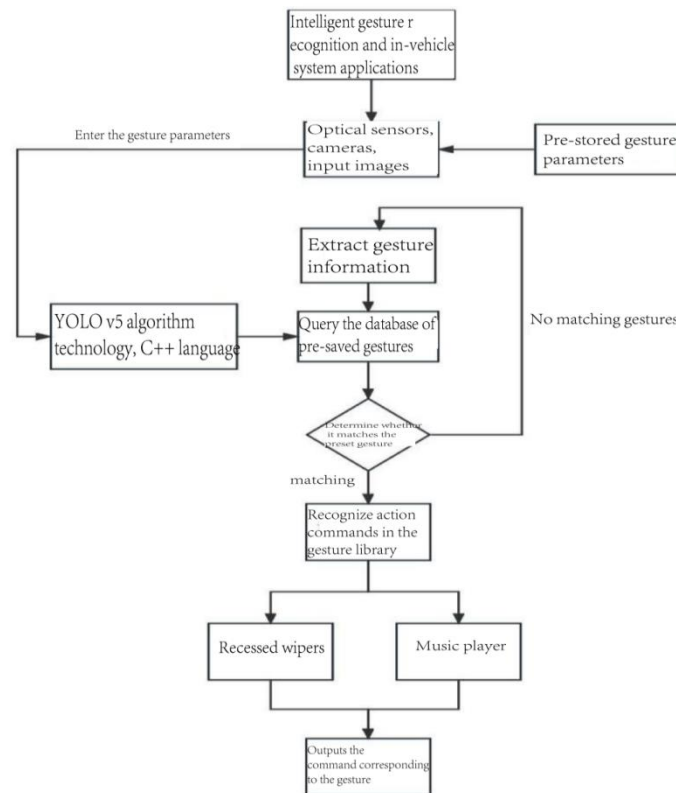 Intelligent gesture r
ecognition and in-vehicle
system applications
Enter the gesture parameters
Optical sensors,
cameras,
input images
Pre-stored gesture
parameters
Extract gesture
information
No matching gestures
YOLO v5 algorithm
technology, C++ language
Query the database of
pre-saved gestures
Determine whether
it matches the
preset gesture
matching
Recognize action
commands in the
gesture library
Recessed wipers
Music player
Outputs the
command corresponding
to the gesture